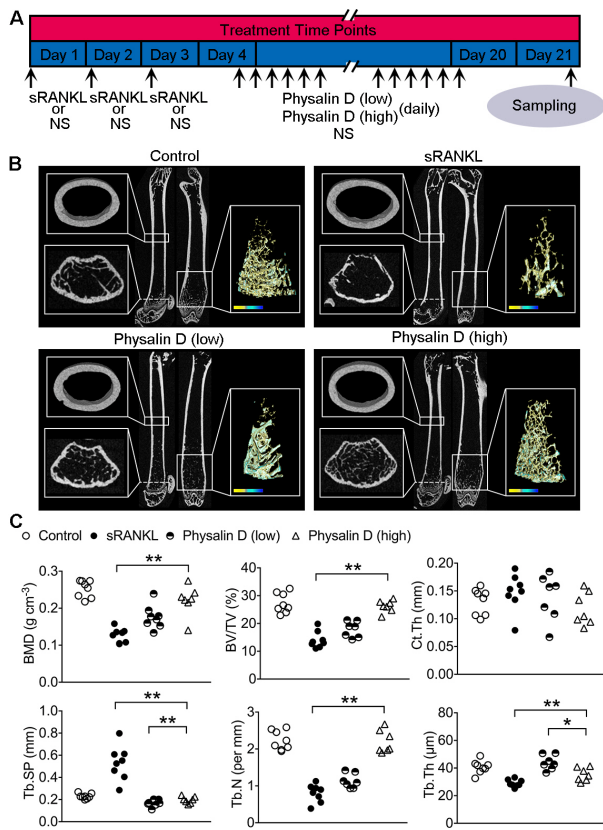 A
Treatment Time Points
Day 1 Day 2 Day 3 Day 4 Day 20 Day 21
sRANKL or NS
sRANKL or NS
sRANKL or NS
Physalin D (low)
Physalin D (high)
NS
(daily)
Sampling
B
Control
sRANKL
Physalin D (low)
Physalin D (high)
C
Control sRANKL Physalin D (low) Physalin D (high)
BMD (g cm-3)
0.3
0.2
0.1
0.0
**
BV/TV (%)
40
30
20
10
0
**
Ct.Th (mm)
0.20
0.15
0.10
0.05
0.00
Tb.SP (mm)
1.0
0.8
0.6
0.4
0.2
0.0
**
**
Tb.N (per mm)
3
2
1
0
**
Tb.Th (μm)
100
80
60
40
20
0
**
*